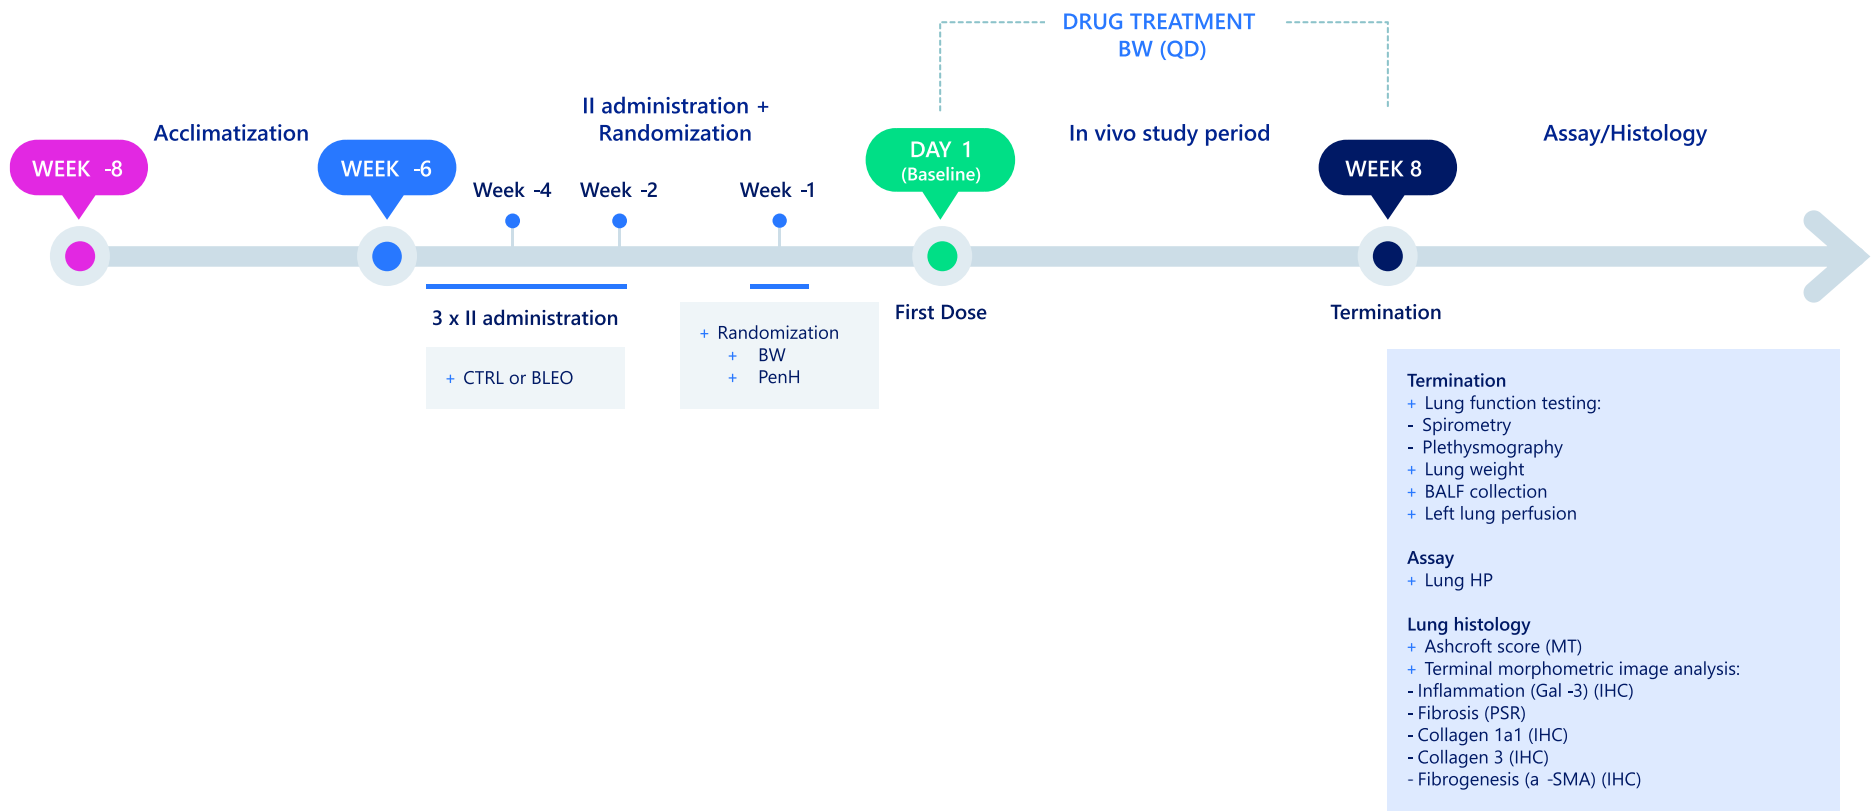 DRUG TREATMENT
BW (QD)
II administration +
Randomization
Acclimatization
In vivo study period
Assay/Histology
WEEK -8
WEEK -6
Week -4
Week -2
Week -1
DAY 1
(Baseline)
WEEK 8
3 x II administration
+ CTRL or BLEO
+ Randomization
+ BW
+ PenH
First Dose
Termination
Termination
+ Lung function testing:
- Spirometry
- Plethysmography
+ Lung weight
+ BALF collection
+ Left lung perfusion
Assay
+ Lung HP
Lung histology
+ Ashcroft score (MT)
+ Terminal morphometric image analysis:
- Inflammation (Gal -3) (IHC)
- Fibrosis (PSR)
- Collagen 1a1 (IHC)
- Collagen 3 (IHC)
- Fibrogenesis (a -SMA) (IHC)